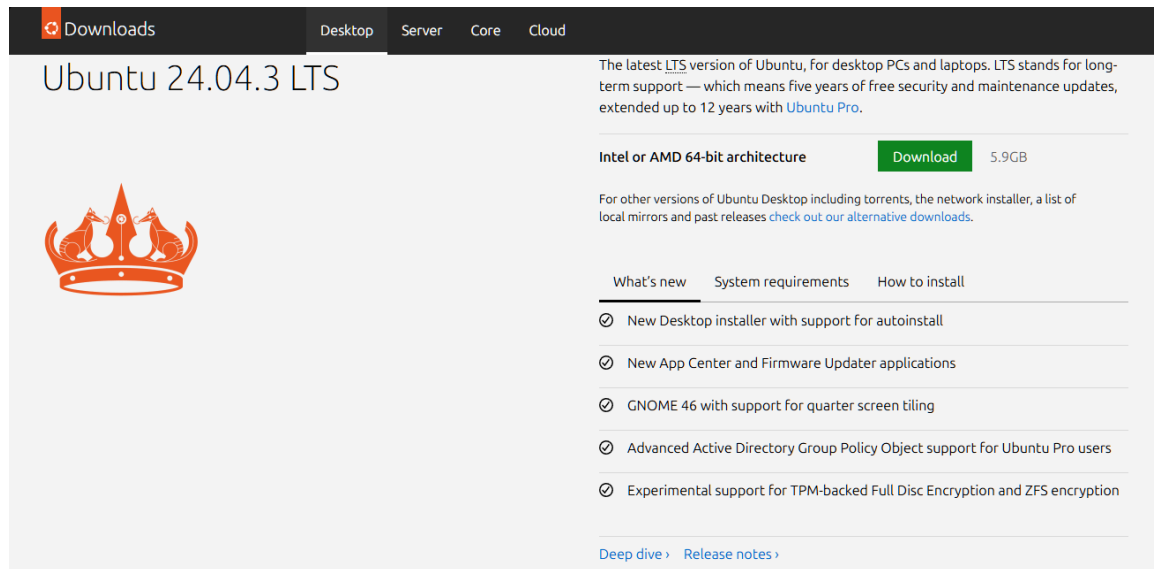 Downloads
Desktop Server Core Cloud
Ubuntu 24.04.3 LTS
The latest LTS version of Ubuntu, for desktop PCs and laptops. LTS stands for long-
term support — which means five years of free security and maintenance updates,
extended up to 12 years with Ubuntu Pro.
Intel or AMD 64-bit architecture Download 5.9GB
For other versions of Ubuntu Desktop including torrents, the network installer, a list of
local mirrors and past releases check out our alternative downloads.
What's new System requirements How to install
New Desktop installer with support for autoinstall
New App Center and Firmware Updater applications
GNOME 46 with support for quarter screen tiling
Advanced Active Directory Group Policy Object support for Ubuntu Pro users
Experimental support for TPM-backed Full Disc Encryption and ZFS encryption
Deep dive › Release notes ›